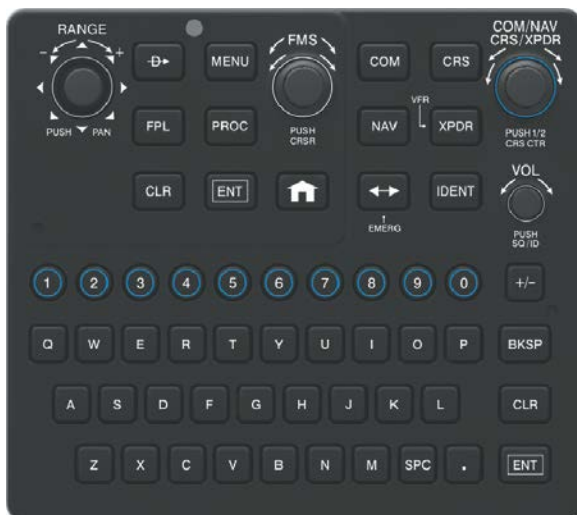 RANGE
- +
PUSH PAN
D
MENU
FMS
PUSH
CRSR
COM
CRS
COM/NAV
CRS/XPDR
PUSH 1/2
CRS CTR
FPL
PROC
NAV
VFR
XPDR
CLR
ENT
EMERG
IDENT
VOL
PUSH
SQ/ID
1 2 3 4 5 6 7 8 9 0 +/-
Q W E R T Y U I O P BKSP
A S D F G H J K L CLR
Z X C V B N M SPC . ENT